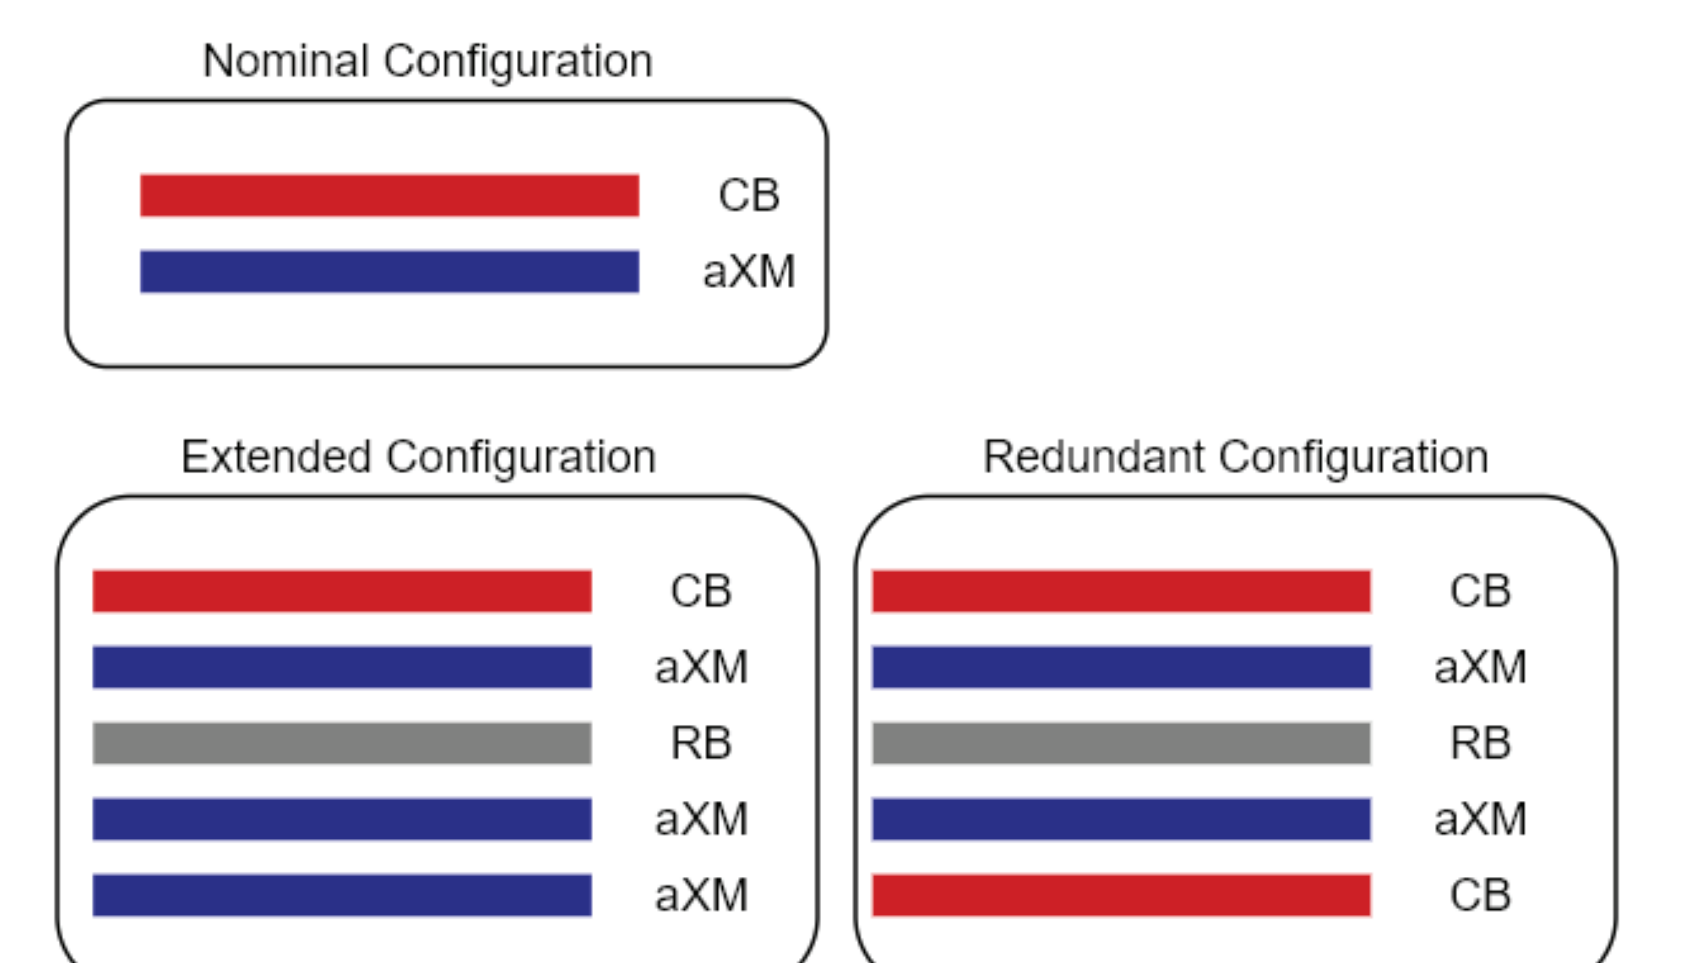 Nominal Configuration
CB
aXM
Extended Configuration
CB
aXM
RB
aXM
aXM
Redundant Configuration
CB
aXM
RB
aXM
CB